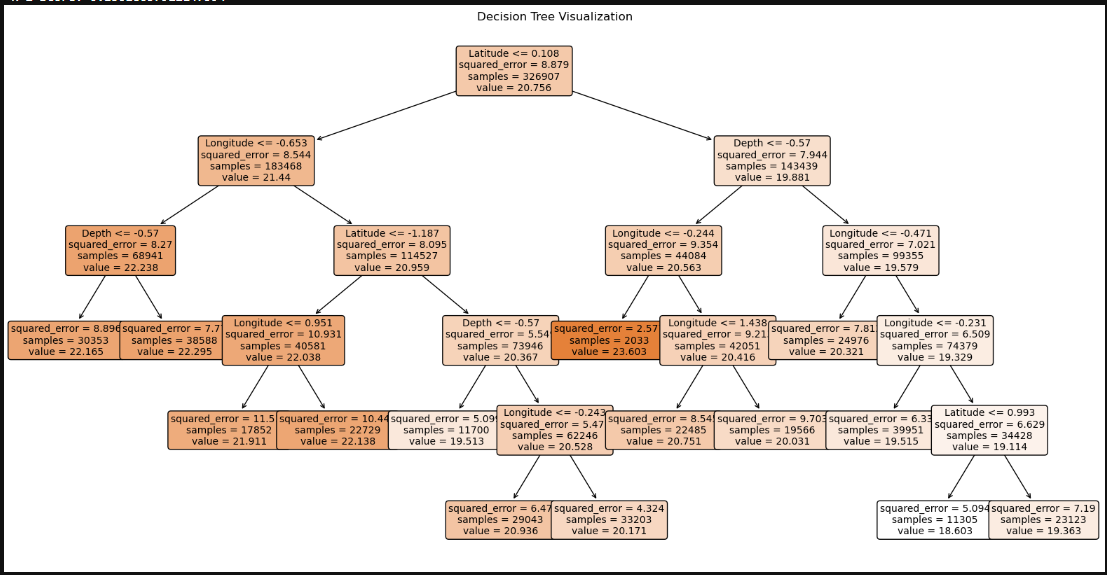 Decision Tree Visualization
Latitude <= 0.108
squared_error = 8.879
samples = 326907
value = 20.756
Longitude <= -0.653
squared_error = 8.544
samples = 183468
value = 21.44
Depth <= -0.57
squared_error = 7.944
samples = 143439
value = 19.881
Depth <= -0.57
squared_error = 8.27
samples = 68941
value = 22.238
Latitude <= -1.187
squared_error = 8.095
samples = 114527
value = 20.959
Longitude <= -0.244
squared_error = 9.354
samples = 44084
value = 20.563
Longitude <= -0.471
squared_error = 7.021
samples = 99355
value = 19.579
squared_error = 8.896
samples = 30353
value = 22.165
squared_error = 7.7
samples = 38588
value = 22.295
Longitude <= 0.951
squared_error = 10.931
samples = 40581
value = 22.038
Depth <= -0.57
squared_error = 5.54
samples = 73946
value = 20.367
squared_error = 2.57
samples = 2033
value = 23.603
Longitude <= 1.438
squared_error = 9.21
samples = 42051
value = 20.416
squared_error = 7.81
samples = 24976
value = 20.321
Longitude <= -0.231
squared_error = 6.509
samples = 74379
value = 19.329
squared_error = 11.5
samples = 17852
value = 21.911
squared_error = 10.44
samples = 22729
value = 22.138
squared_error = 5.099
samples = 11700
value = 19.513
Longitude <= -0.243
squared_error = 5.47
samples = 62246
value = 20.528
squared_error = 8.54
samples = 22485
value = 20.751
squared_error = 9.703
samples = 19566
value = 20.031
squared_error = 6.33
samples = 39951
value = 19.515
Latitude <= 0.993
squared_error = 6.629
samples = 34428
value = 19.114
squared_error = 6.47
samples = 29043
value = 20.936
squared_error = 4.324
samples = 33203
value = 20.171
squared_error = 5.094
samples = 11305
value = 18.603
squared_error = 7.19
samples = 23123
value = 19.363